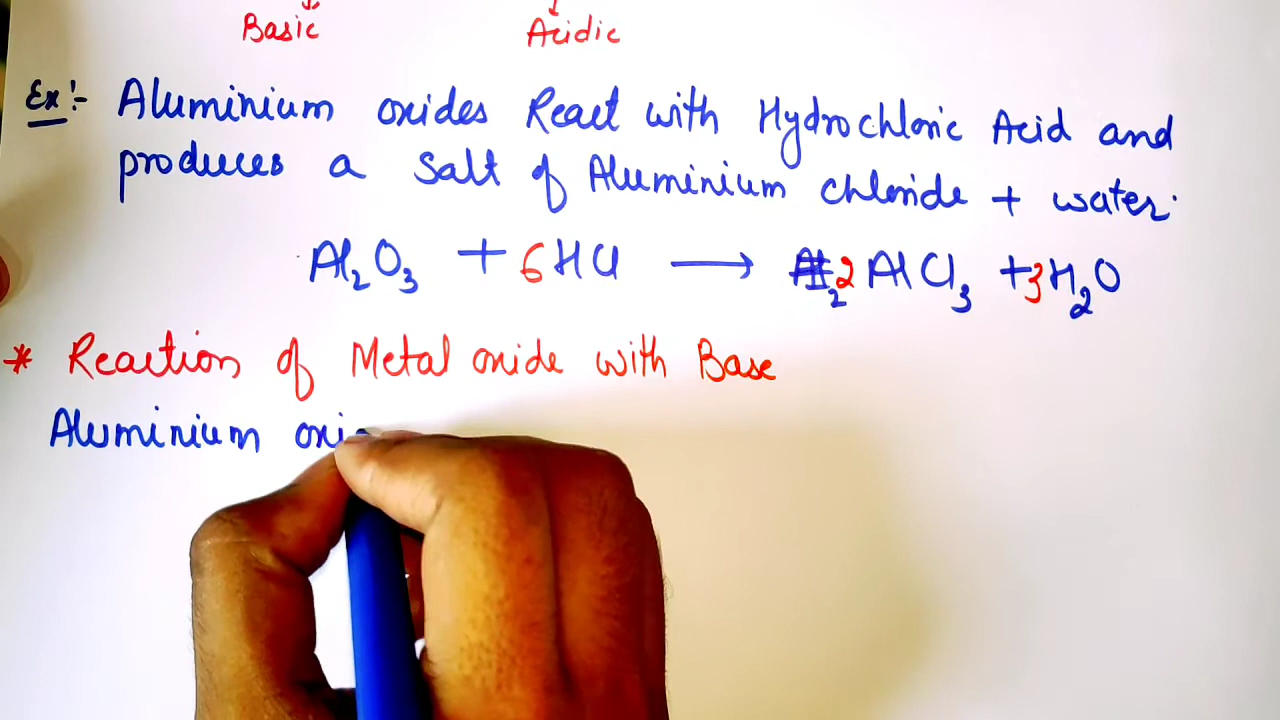 Basic Acidic
Ex:- Aluminium oxides React with Hydrochloric Acid and
produces a salt of Aluminium chloride + water.
Al₂O₃ + 6HCl → 2AlCl₃ + 3H₂O
* Reaction of Metal oxide with Base
Aluminium oxi